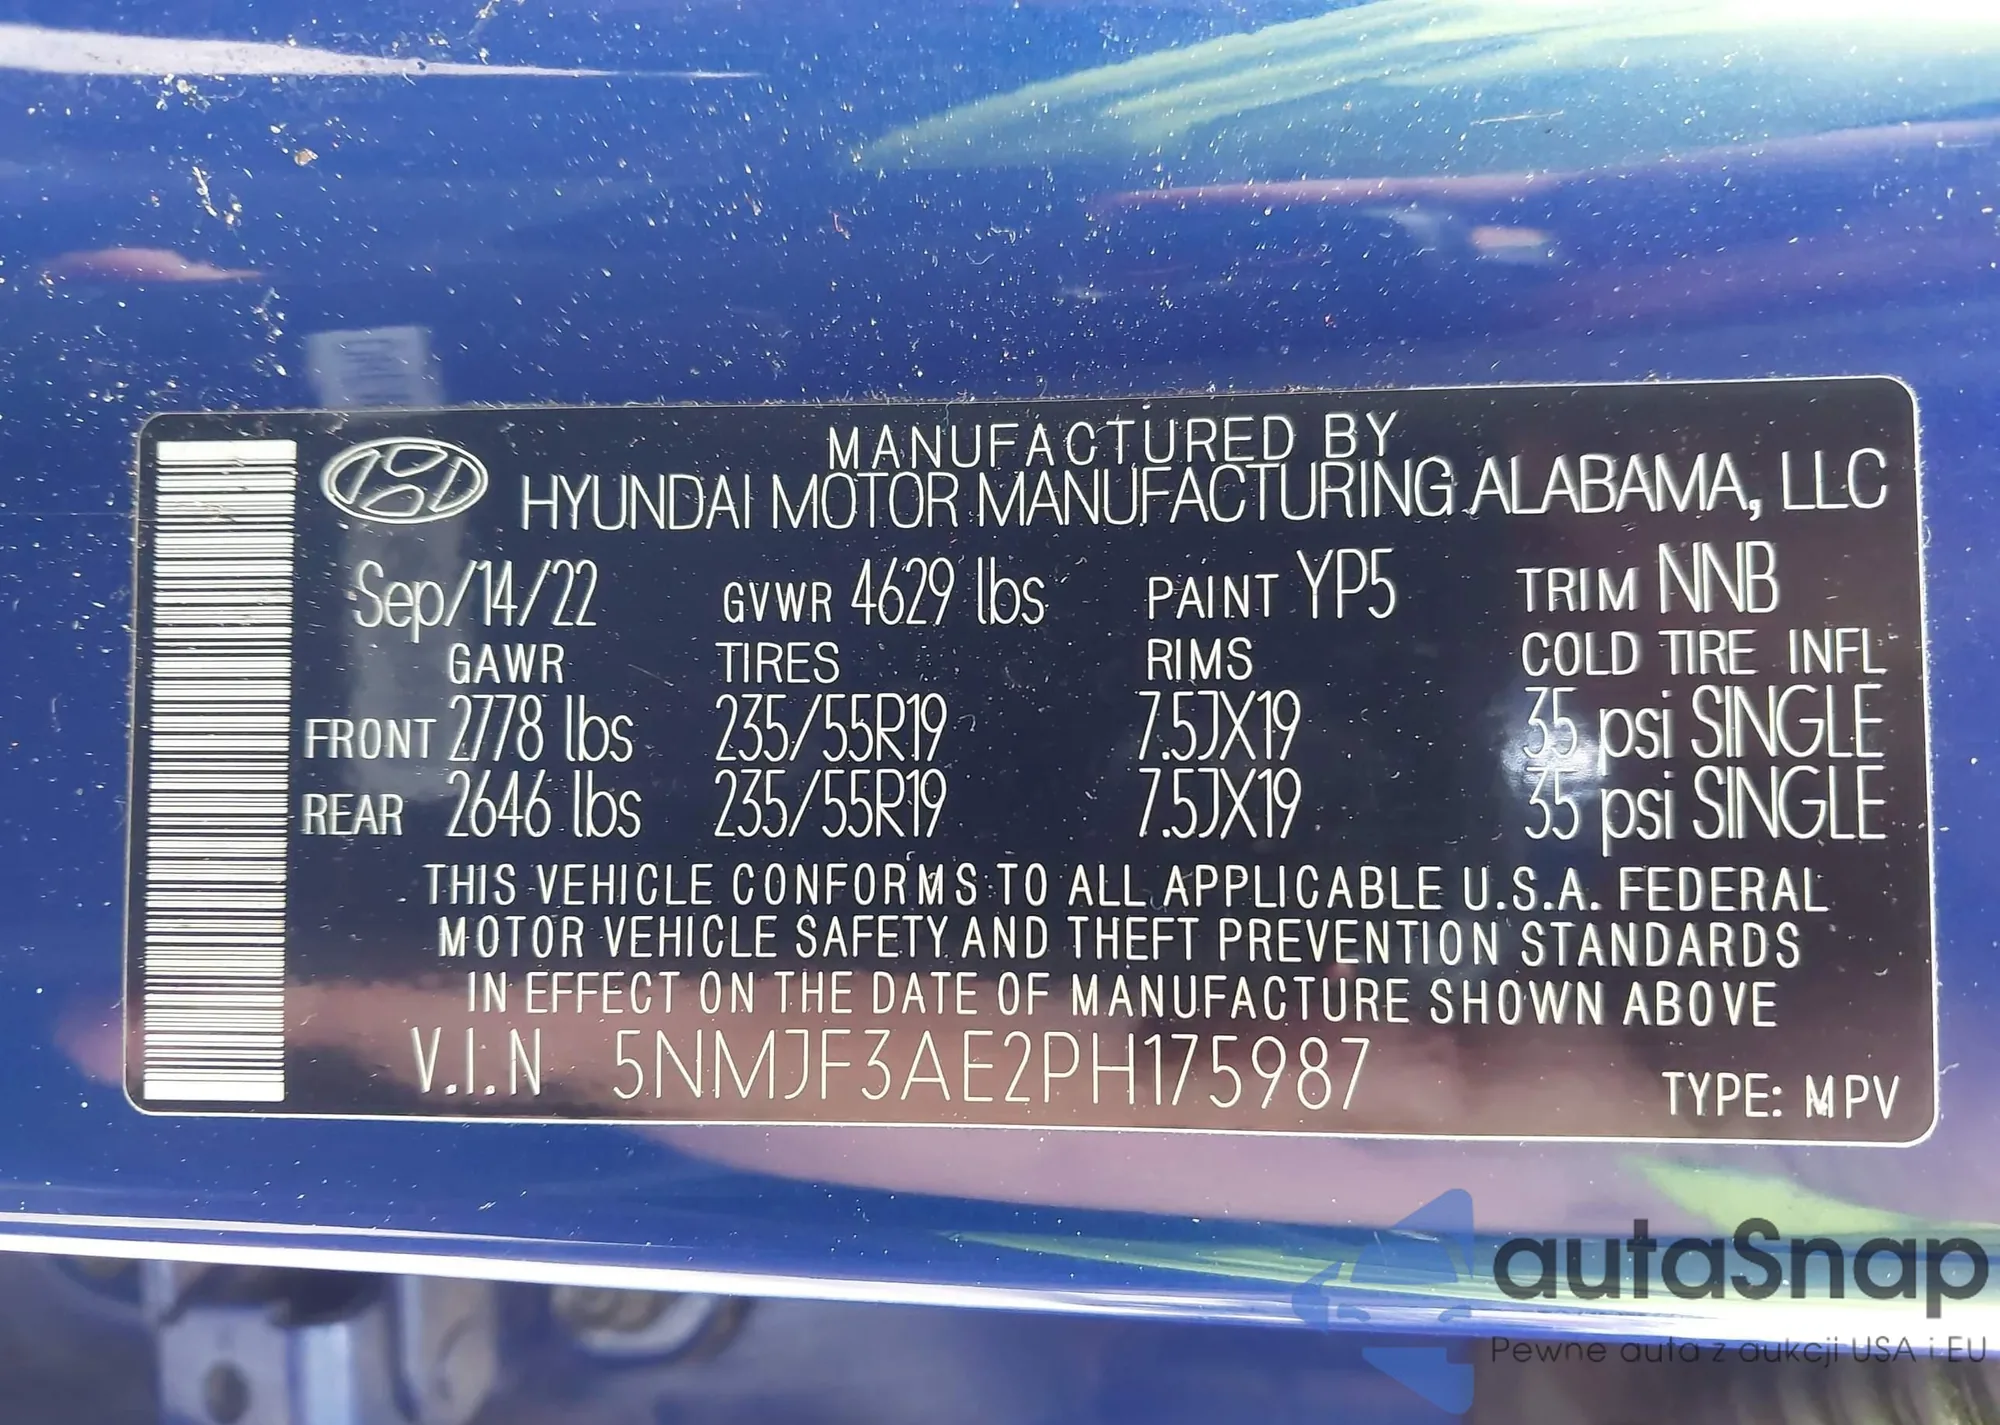 MANUFACTURED BY
HYUNDAI MOTOR MANUFACTURING ALABAMA, LLC
Sep/14/22 GVWR 4629 lbs PAINT YP5 TRIM NNB
GAWR TIRES RIMS COLD TIRE INFL
FRONT 2778 lbs 235/55R19 7.5JX19 35 psi SINGLE
REAR 2646 lbs 235/55R19 7.5JX19 35 psi SINGLE
THIS VEHICLE CONFORMS TO ALL APPLICABLE U.S.A. FEDERAL
MOTOR VEHICLE SAFETY AND THEFT PREVENTION STANDARDS
IN EFFECT ON THE DATE OF MANUFACTURE SHOWN ABOVE
V.I.N 5NMJF3AE2PH175987
TYPE: MPV
autaSnap
Pewne auta z aukcji USA i EU